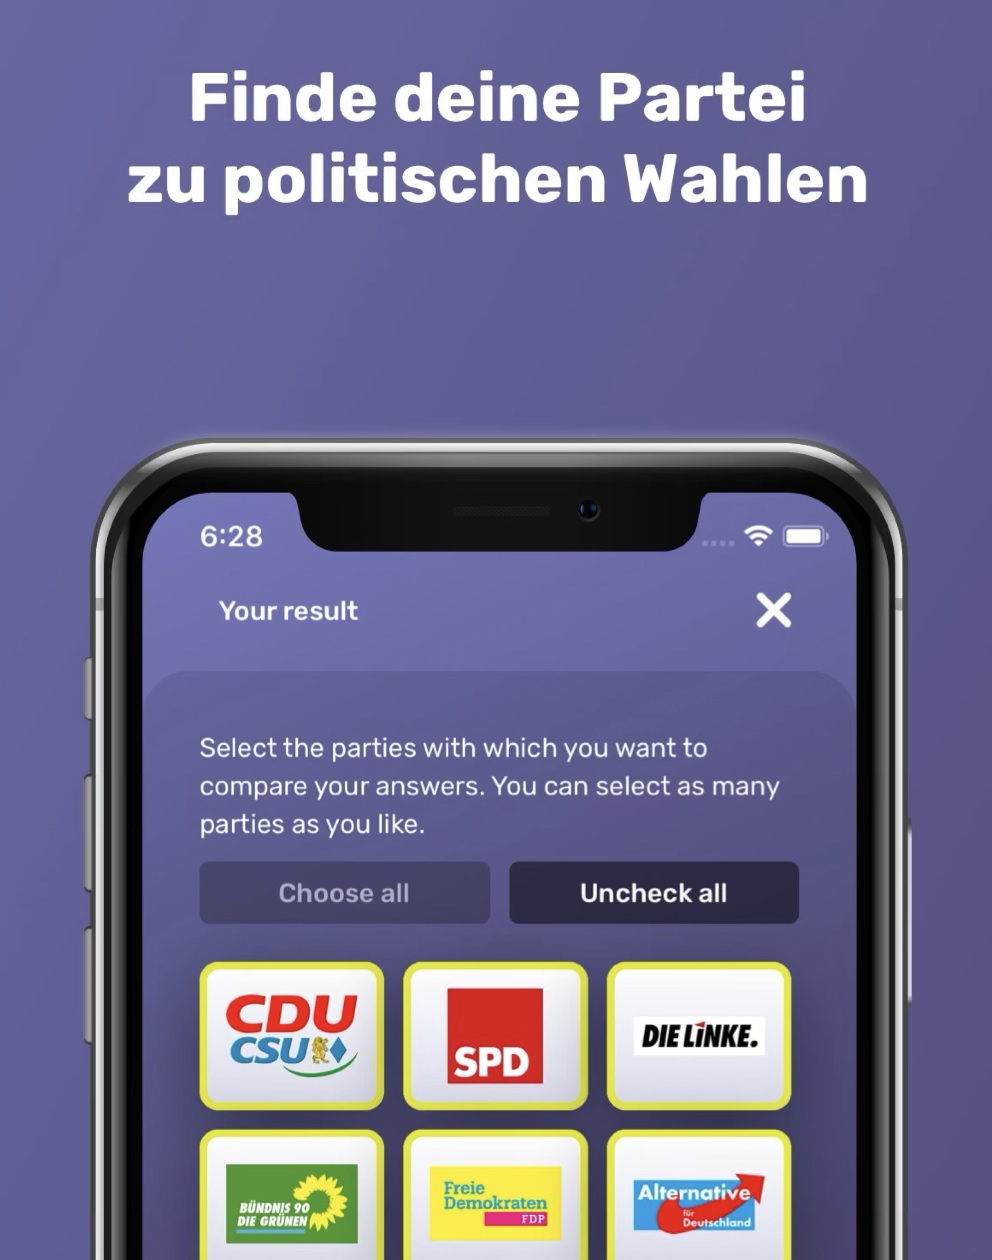 Finde deine Partei
zu politischen Wahlen
6:28
Your result
Select the parties with which you want to
compare your answers. You can select as many
parties as you like.
Choose all
Uncheck all
CDU
CSU
SPD
DIE LINKE.
BÜNDNIS 90
DIE GRÜNEN
Freie
Demokraten
FDP
Alternative
für
Deutschland